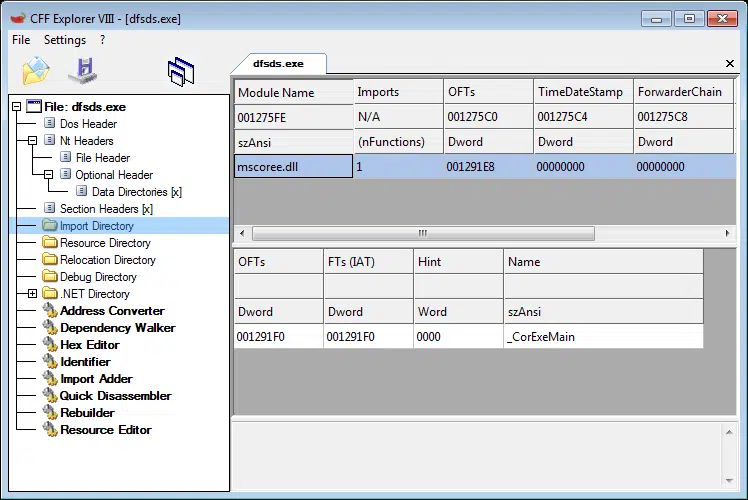 CFF Explorer VIII - [dfsds.exe]
File Settings ?
dfsds.exe
File: dfsds.exe
Dos Header
Nt Headers
File Header
Optional Header
Data Directories [x]
Section Headers [x]
Import Directory
Resource Directory
Relocation Directory
Debug Directory
.NET Directory
Address Converter
Dependency Walker
Hex Editor
Identifier
Import Adder
Quick Disassembler
Rebuilder
Resource Editor
Module Name Imports OFTs TimeDateStamp ForwarderChain
001275FE N/A 001275C0 001275C4 001275C8
szAnsi (nFunctions) Dword Dword Dword
mscoree.dll 1 001291E8 00000000 00000000
OFTs FTs (IAT) Hint Name
Dword Dword Word szAnsi
001291F0 001291F0 0000 _CorExeMain